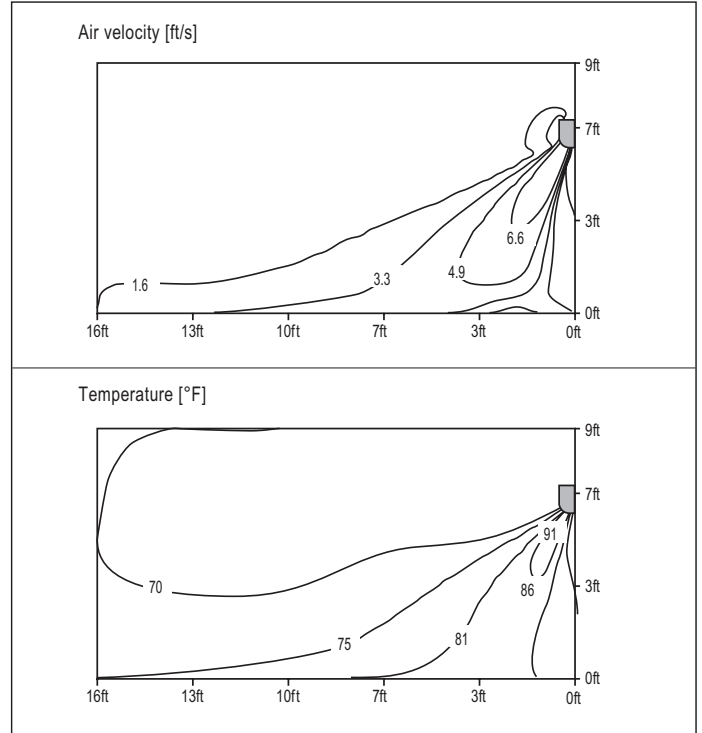 Air velocity [ft/s]
9ft
7ft
3ft
6.6
4.9
3.3
1.6
0ft
16ft 13ft 10ft 7ft 3ft 0ft
Temperature [°F]
9ft
7ft
91
3ft
70
86
81
75
0ft
16ft 13ft 10ft 7ft 3ft 0ft